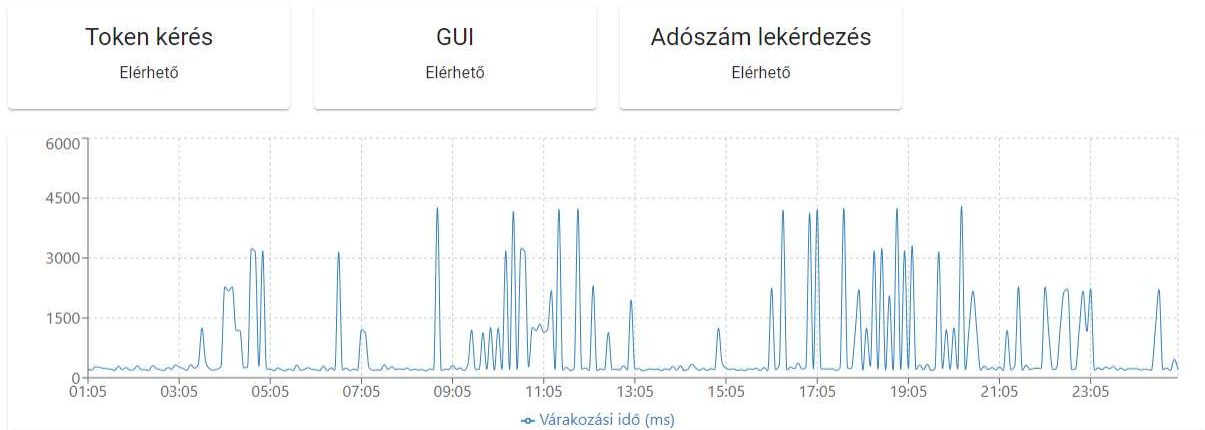 Token kérés
Elérhető
GUI
Elérhető
Adószám lekérdezés
Elérhető
6000
4500
3000
1500
0
01:05 03:05 05:05 07:05 09:05 11:05 13:05 15:05 17:05 19:05 21:05 23:05
Várakozási idő (ms)